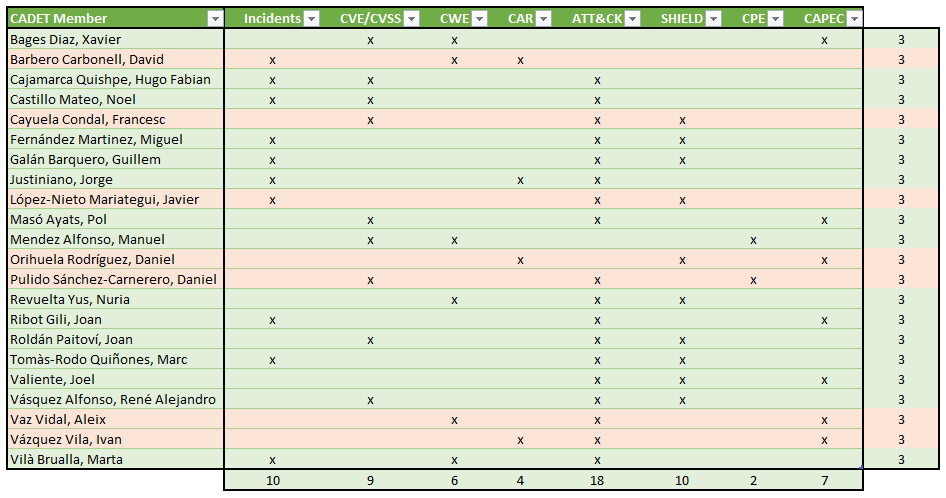 CADET Member Incidents CVE/CVSS CWE CAR ATT&CK SHIELD CPE CAPEC
Bages Diaz, Xavier x x x 3
Barbero Carbonell, David x x x 3
Cajamarca Quishpe, Hugo Fabian x x x 3
Castillo Mateo, Noel x x x 3
Cayuela Condal, Francesc x x x 3
Fernández Martinez, Miguel x x x 3
Galán Barquero, Guillem x x x 3
Justiniano, Jorge x x x 3
López-Nieto Mariategui, Javier x x x 3
Masó Ayats, Pol x x x 3
Mendez Alfonso, Manuel x x x 3
Orihuela Rodríguez, Daniel x x x 3
Pulido Sánchez-Carnerero, Daniel x x x 3
Revuelta Yus, Nuria x x x 3
Ribot Gili, Joan x x x 3
Roldán Paitoví, Joan x x x 3
Tomàs-Rodo Quiñones, Marc x x x 3
Valiente, Joel x x x 3
Vásquez Alfonso, René Alejandro x x x 3
Vaz Vidal, Aleix x x x 3
Vázquez Vila, Ivan x x x 3
Vilà Brualla, Marta x x x 3
10 9 6 4 18 10 2 7